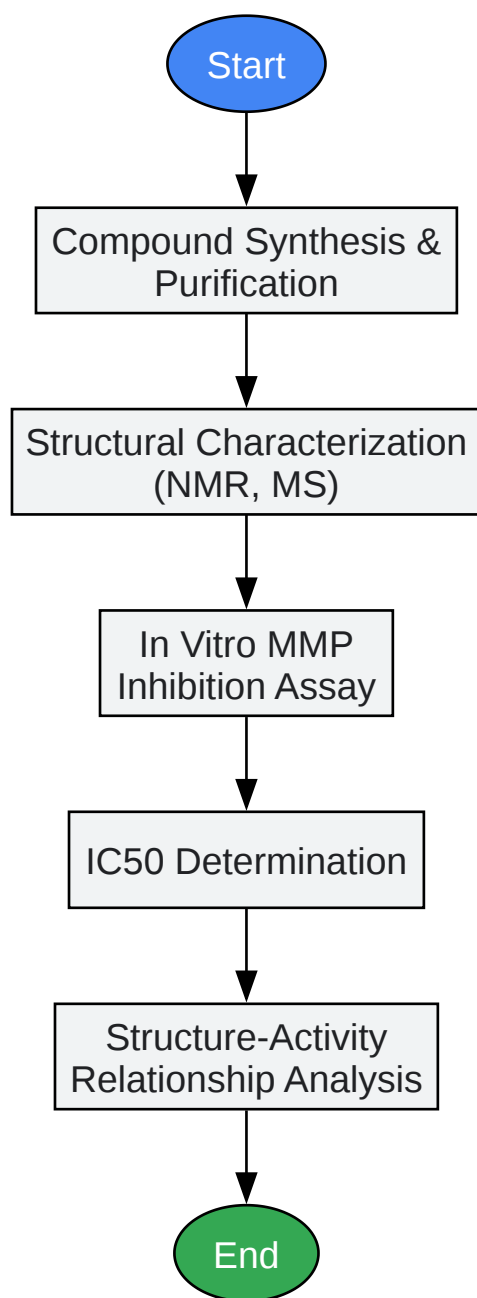 Start
Compound Synthesis &
Purification
Structural Characterization
(NMR, MS)
In Vitro MMP
Inhibition Assay
IC50 Determination
Structure-Activity
Relationship Analysis
End